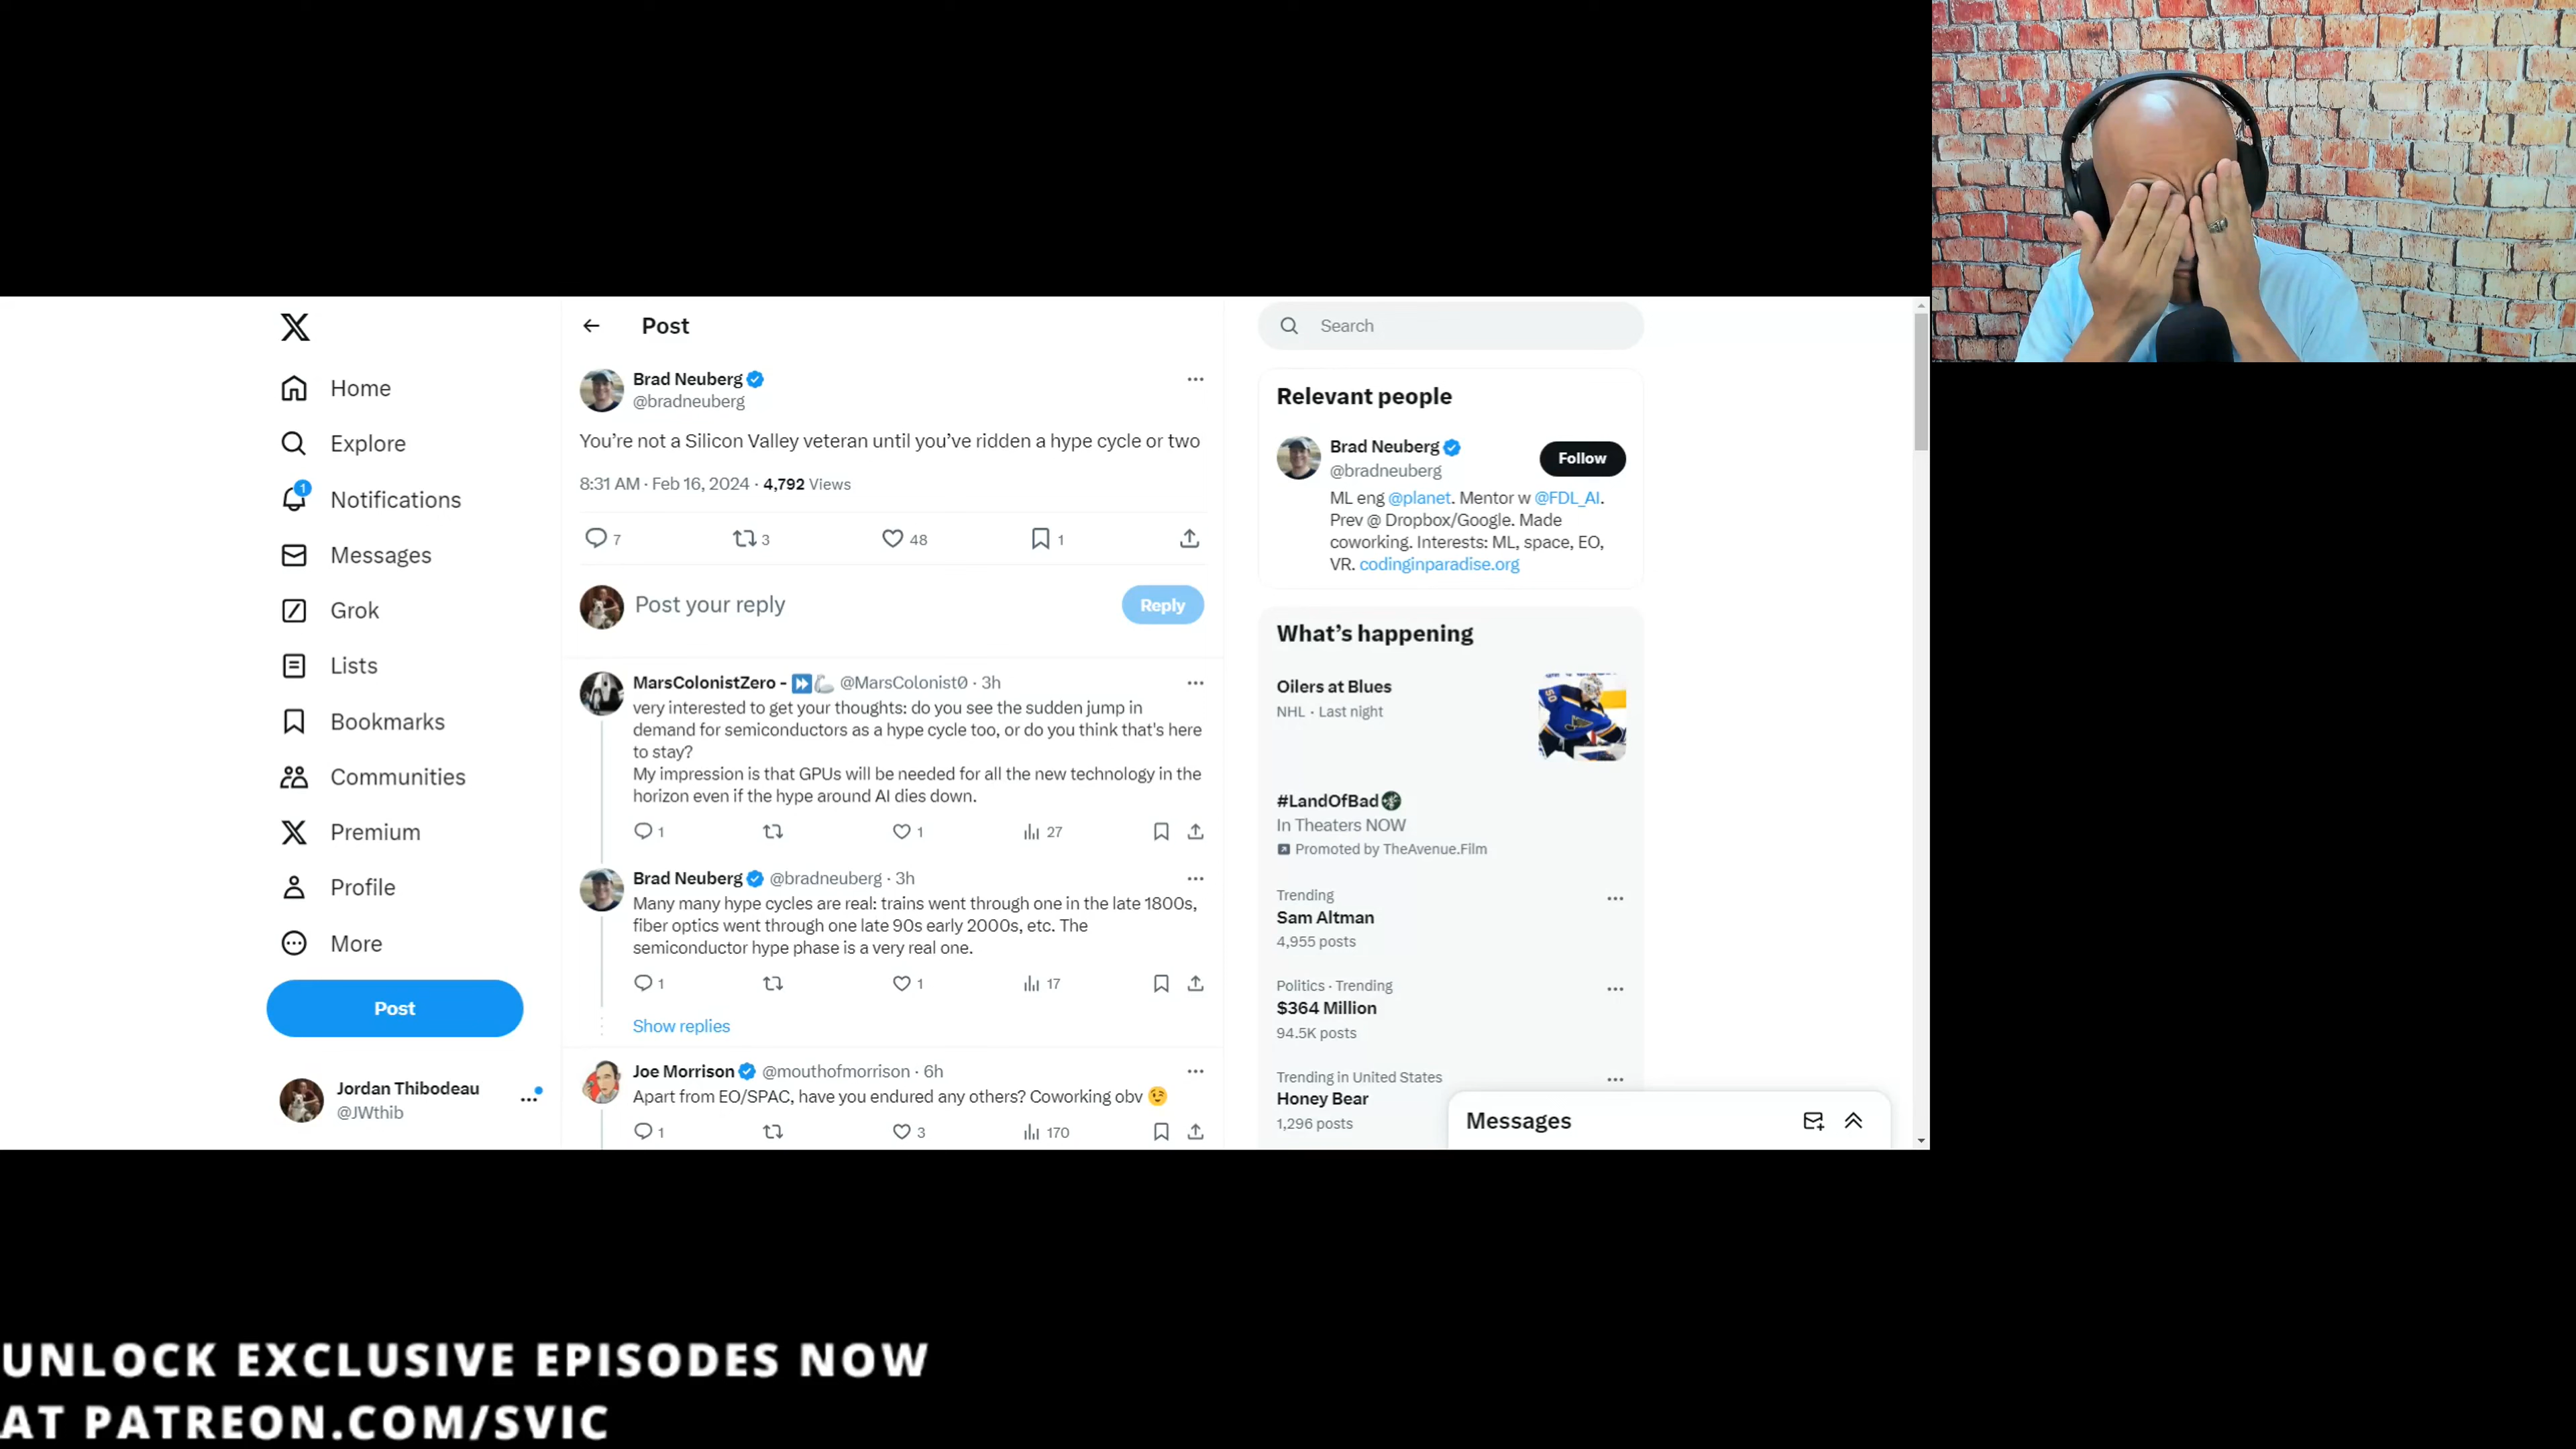 Home
Explore
1
Notifications
Messages
Grok
Lists
Bookmarks
Communities
Premium
Profile
More
Post
Jordan Thibodeau
@JWthib
Post
Brad Neuberg
@bradneuberg
You’re not a Silicon Valley veteran until you’ve ridden a hype cycle or two
8:31 AM · Feb 16, 2024 · 4,792 Views
7 3 48 1
Post your reply
Reply
MarsColonistZero - ⏩🦾 @MarsColonist0 · 3h
very interested to get your thoughts: do you see the sudden jump in
demand for semiconductors as a hype cycle too, or do you think that's here
to stay?
My impression is that GPUs will be needed for all the new technology in the
horizon even if the hype around AI dies down.
1 1 27
Brad Neuberg @bradneuberg · 3h
Many many hype cycles are real: trains went through one in the late 1800s,
fiber optics went through one late 90s early 2000s, etc. The
semiconductor hype phase is a very real one.
1 1 17
Show replies
Joe Morrison @mouthofmorrison · 6h
Apart from EO/SPAC, have you endured any others? Coworking obv 😉
1 3 170
Search
Relevant people
Brad Neuberg
@bradneuberg
Follow
ML eng @planet. Mentor w @FDL_AI.
Prev @ Dropbox/Google. Made
coworking. Interests: ML, space, EO,
VR. codinginparadise.org
What’s happening
Oilers at Blues
NHL · Last night
50
#LandOfBad
In Theaters NOW
Promoted by TheAvenue.Film
Trending
Sam Altman
4,955 posts
Politics · Trending
$364 Million
94.5K posts
Trending in United States
Honey Bear
1,296 posts
Messages
UNLOCK EXCLUSIVE EPISODES NOW
AT PATREON.COM/SVIC